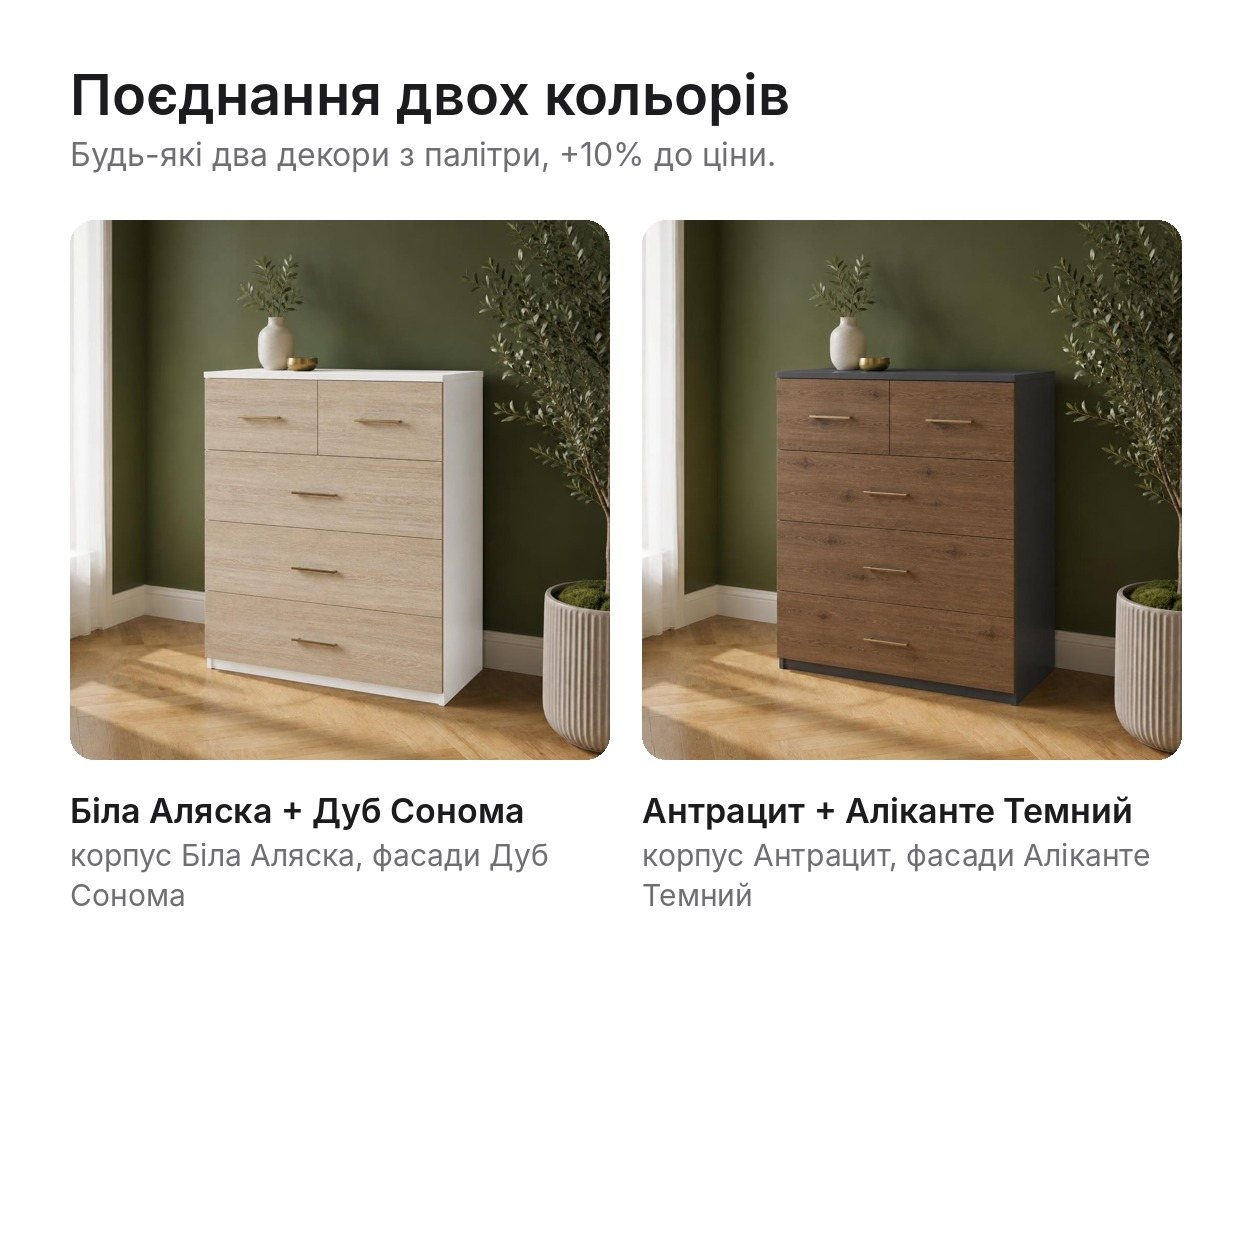 Поєднання двох кольорів
Будь-які два декори з палітри, +10% до ціни.
Біла Аляска + Дуб Сонома
корпус Біла Аляска, фасади Дуб
Сонома
Антрацит + Аліканте Темний
корпус Антрацит, фасади Аліканте
Темний